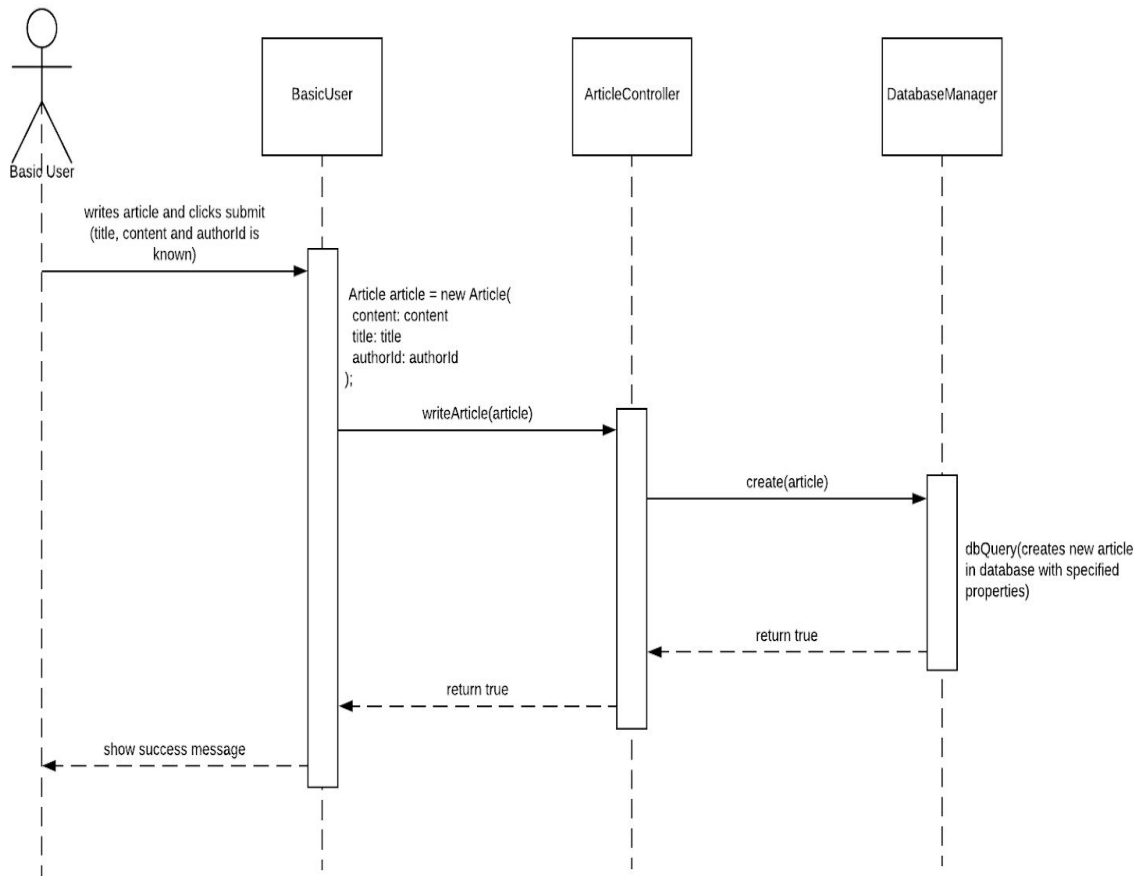 BasicUser
ArticleController
DatabaseManager
Basic User
writes article and clicks submit
(title, content and authorId is
known)
Article article = new Article(
content: content
title: title
authorId: authorId
);
writeArticle(article)
create(article)
dbQuery(creates new article
in database with specified
properties)
return true
return true
show success message